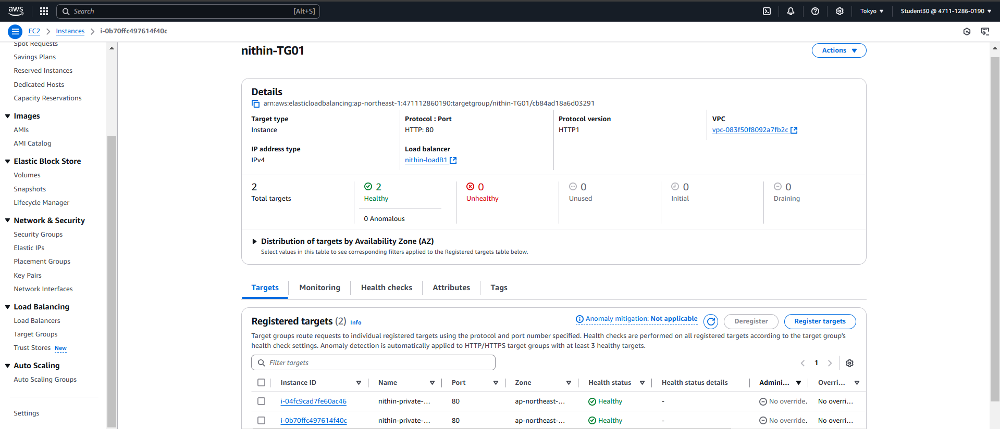 aws
Search [Alt+S]
Tokyo
Student30 @ 4711-1286-0190
EC2
Instances
i-0b70ffc497614f40c
Spot Requests
Savings Plans
Reserved Instances
Dedicated Hosts
Capacity Reservations
Images
AMIs
AMI Catalog
Elastic Block Store
Volumes
Snapshots
Lifecycle Manager
Network & Security
Security Groups
Elastic IPs
Placement Groups
Key Pairs
Network Interfaces
Load Balancing
Load Balancers
Target Groups
Trust Stores New
Auto Scaling
Auto Scaling Groups
Settings
nithin-TG01
Actions
Details
arn:aws:elasticloadbalancing:ap-northeast-1:471112860190:targetgroup/nithin-TG01/cb84ad18a6d03291
Target type
Instance
Protocol : Port
HTTP: 80
Protocol version
HTTP1
VPC
vpc-083f50f8092a7fb2c
IP address type
IPv4
Load balancer
nithin-loadB1
2
Total targets
2
Healthy
0 Anomalous
0
Unhealthy
0
Unused
0
Initial
0
Draining
Distribution of targets by Availability Zone (AZ)
Select values in this table to see corresponding filters applied to the Registered targets table below.
Targets
Monitoring
Health checks
Attributes
Tags
Registered targets (2) Info
Anomaly mitigation: Not applicable
Deregister
Register targets
Target groups route requests to individual registered targets using the protocol and port number specified. Health checks are performed on all registered targets according to the target group's
health check settings. Anomaly detection is automatically applied to HTTP/HTTPS target groups with at least 3 healthy targets.
Filter targets
1
Instance ID Name Port Zone Health status Health status details Admini... Overri...
i-04fc9cad7fe60ac46 nithin-private-... 80 ap-northeast-... Healthy - No override. No overri...
i-0b70ffc497614f40c nithin-private-... 80 ap-northeast-... Healthy - No override. No overri...